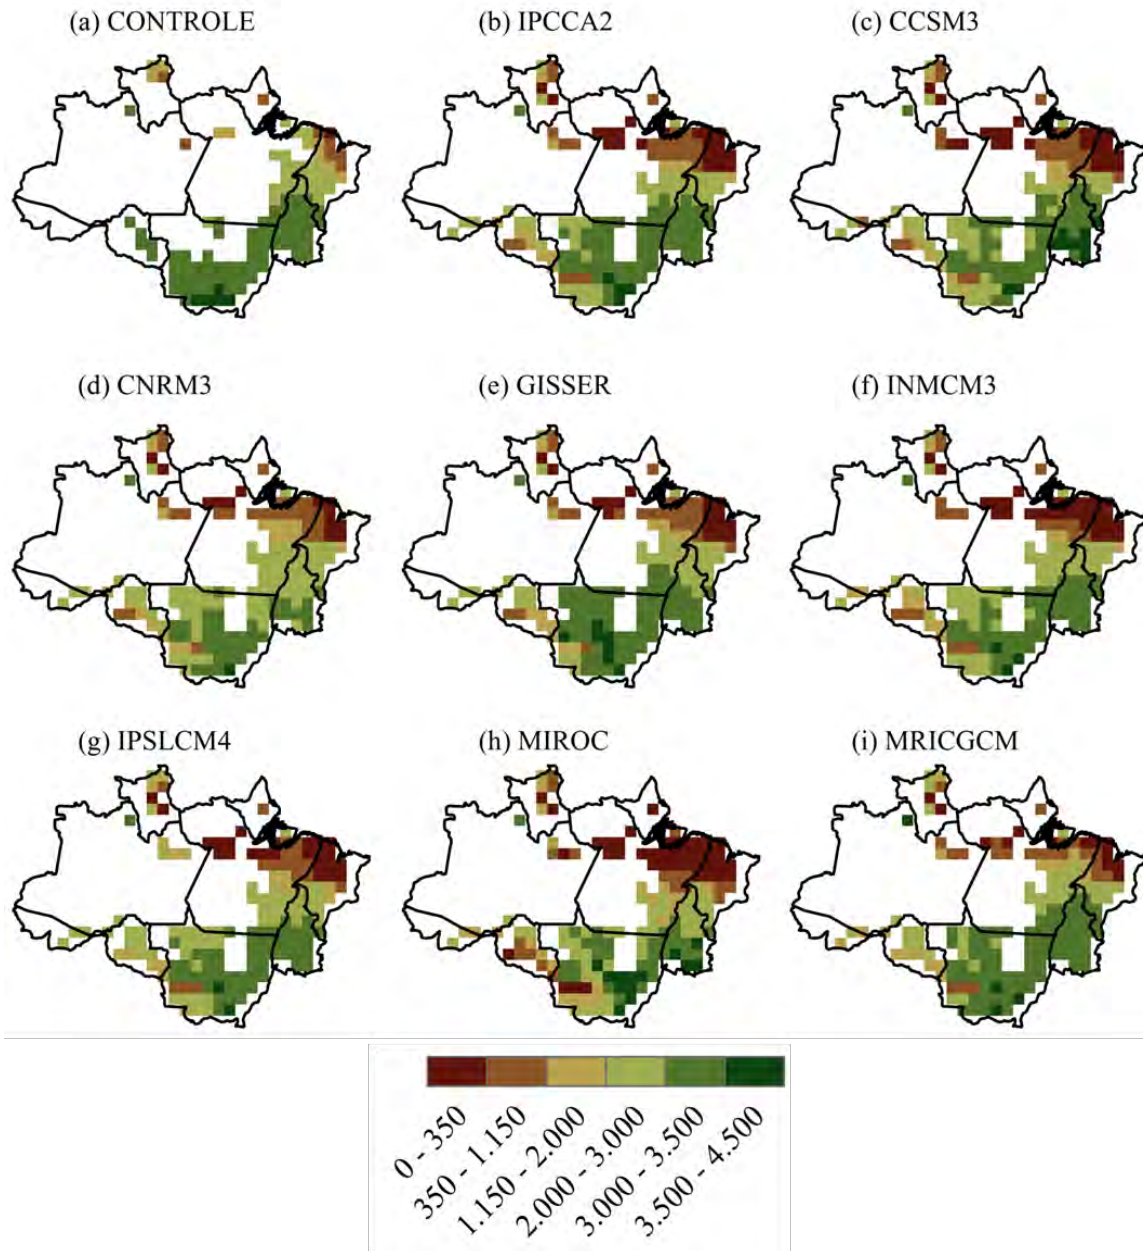 (a) CONTROLE
(b) IPCCA2
(c) CCSM3
(d) CNRM3
(e) GISSER
(f) INMCM3
(g) IPSLCM4
(h) MIROC
(i) MRICGCM
0 - 350
350 - 1.150
1.150 - 2.000
2.000 - 3.000
3.000 - 3.500
3.500 - 4.500